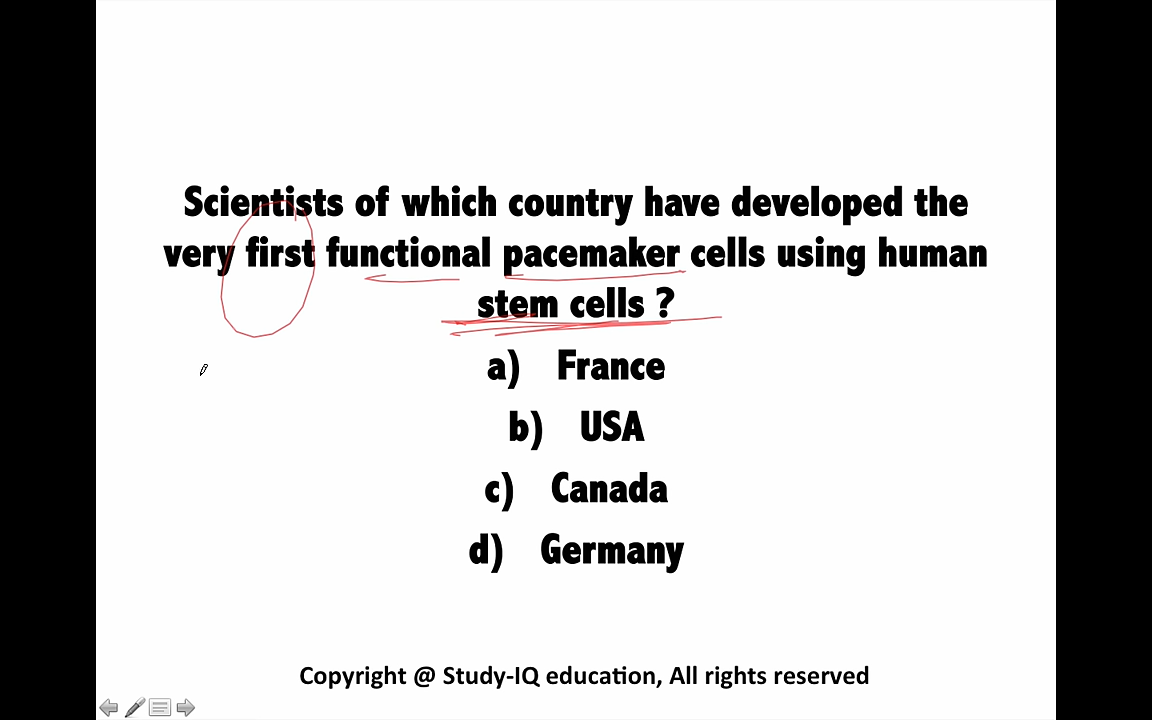 Scientists of which country have developed the
very first functional pacemaker cells using human
stem cells ?
a) France
b) USA
c) Canada
d) Germany
Copyright @ Study-IQ education, All rights reserved